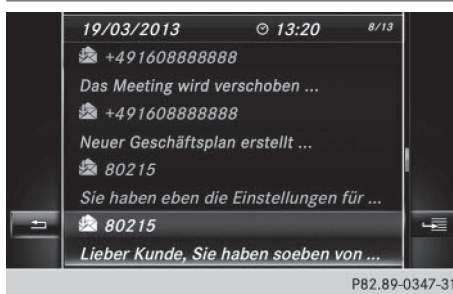 19/03/2013 13:20 8/13
+491608888888
Das Meeting wird verschoben ...
+491608888888
Neuer Geschäftsplan erstellt ...
80215
Sie haben eben die Einstellungen für ...
80215
Lieber Kunde, Sie haben soeben von ...
P82.89-0347-31